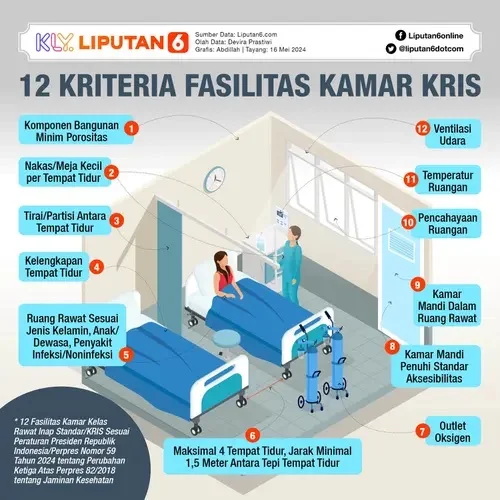 KLY LIPUTAN 6
Sumber Data: Liputan6.com
Olah Data: Devira Prastiwi
Grafis: Abdillah | Tayang: 16 Mei 2024
Liputan6online
@liputan6dotcom
12 KRITERIA FASILITAS KAMAR KRIS
Komponen Bangunan
Minim Porositas
1
Nakas/Meja Kecil
per Tempat Tidur
2
Tirai/Partisi Antara
Tempat Tidur
3
Kelengkapan
Tempat Tidur
4
Ruang Rawat Sesuai
Jenis Kelamin, Anak/
Dewasa, Penyakit
Infeksi/Noninfeksi
5
6
Maksimal 4 Tempat Tidur, Jarak Minimal
1,5 Meter Antara Tepi Tempat Tidur
7
Outlet
Oksigen
8
Kamar Mandi
Penuhi Standar
Aksesibilitas
9
Kamar
Mandi Dalam
Ruang Rawat
10
Pencahayaan
Ruangan
11
Temperatur
Ruangan
12
Ventilasi
Udara
* 12 Fasilitas Kamar Kelas
Rawat Inap Standar/KRIS Sesuai
Peraturan Presiden Republik
Indonesia/Perpres Nomor 59
Tahun 2024 tentang Perubahan
Ketiga Atas Perpres 82/2018
tentang Jaminan Kesehatan